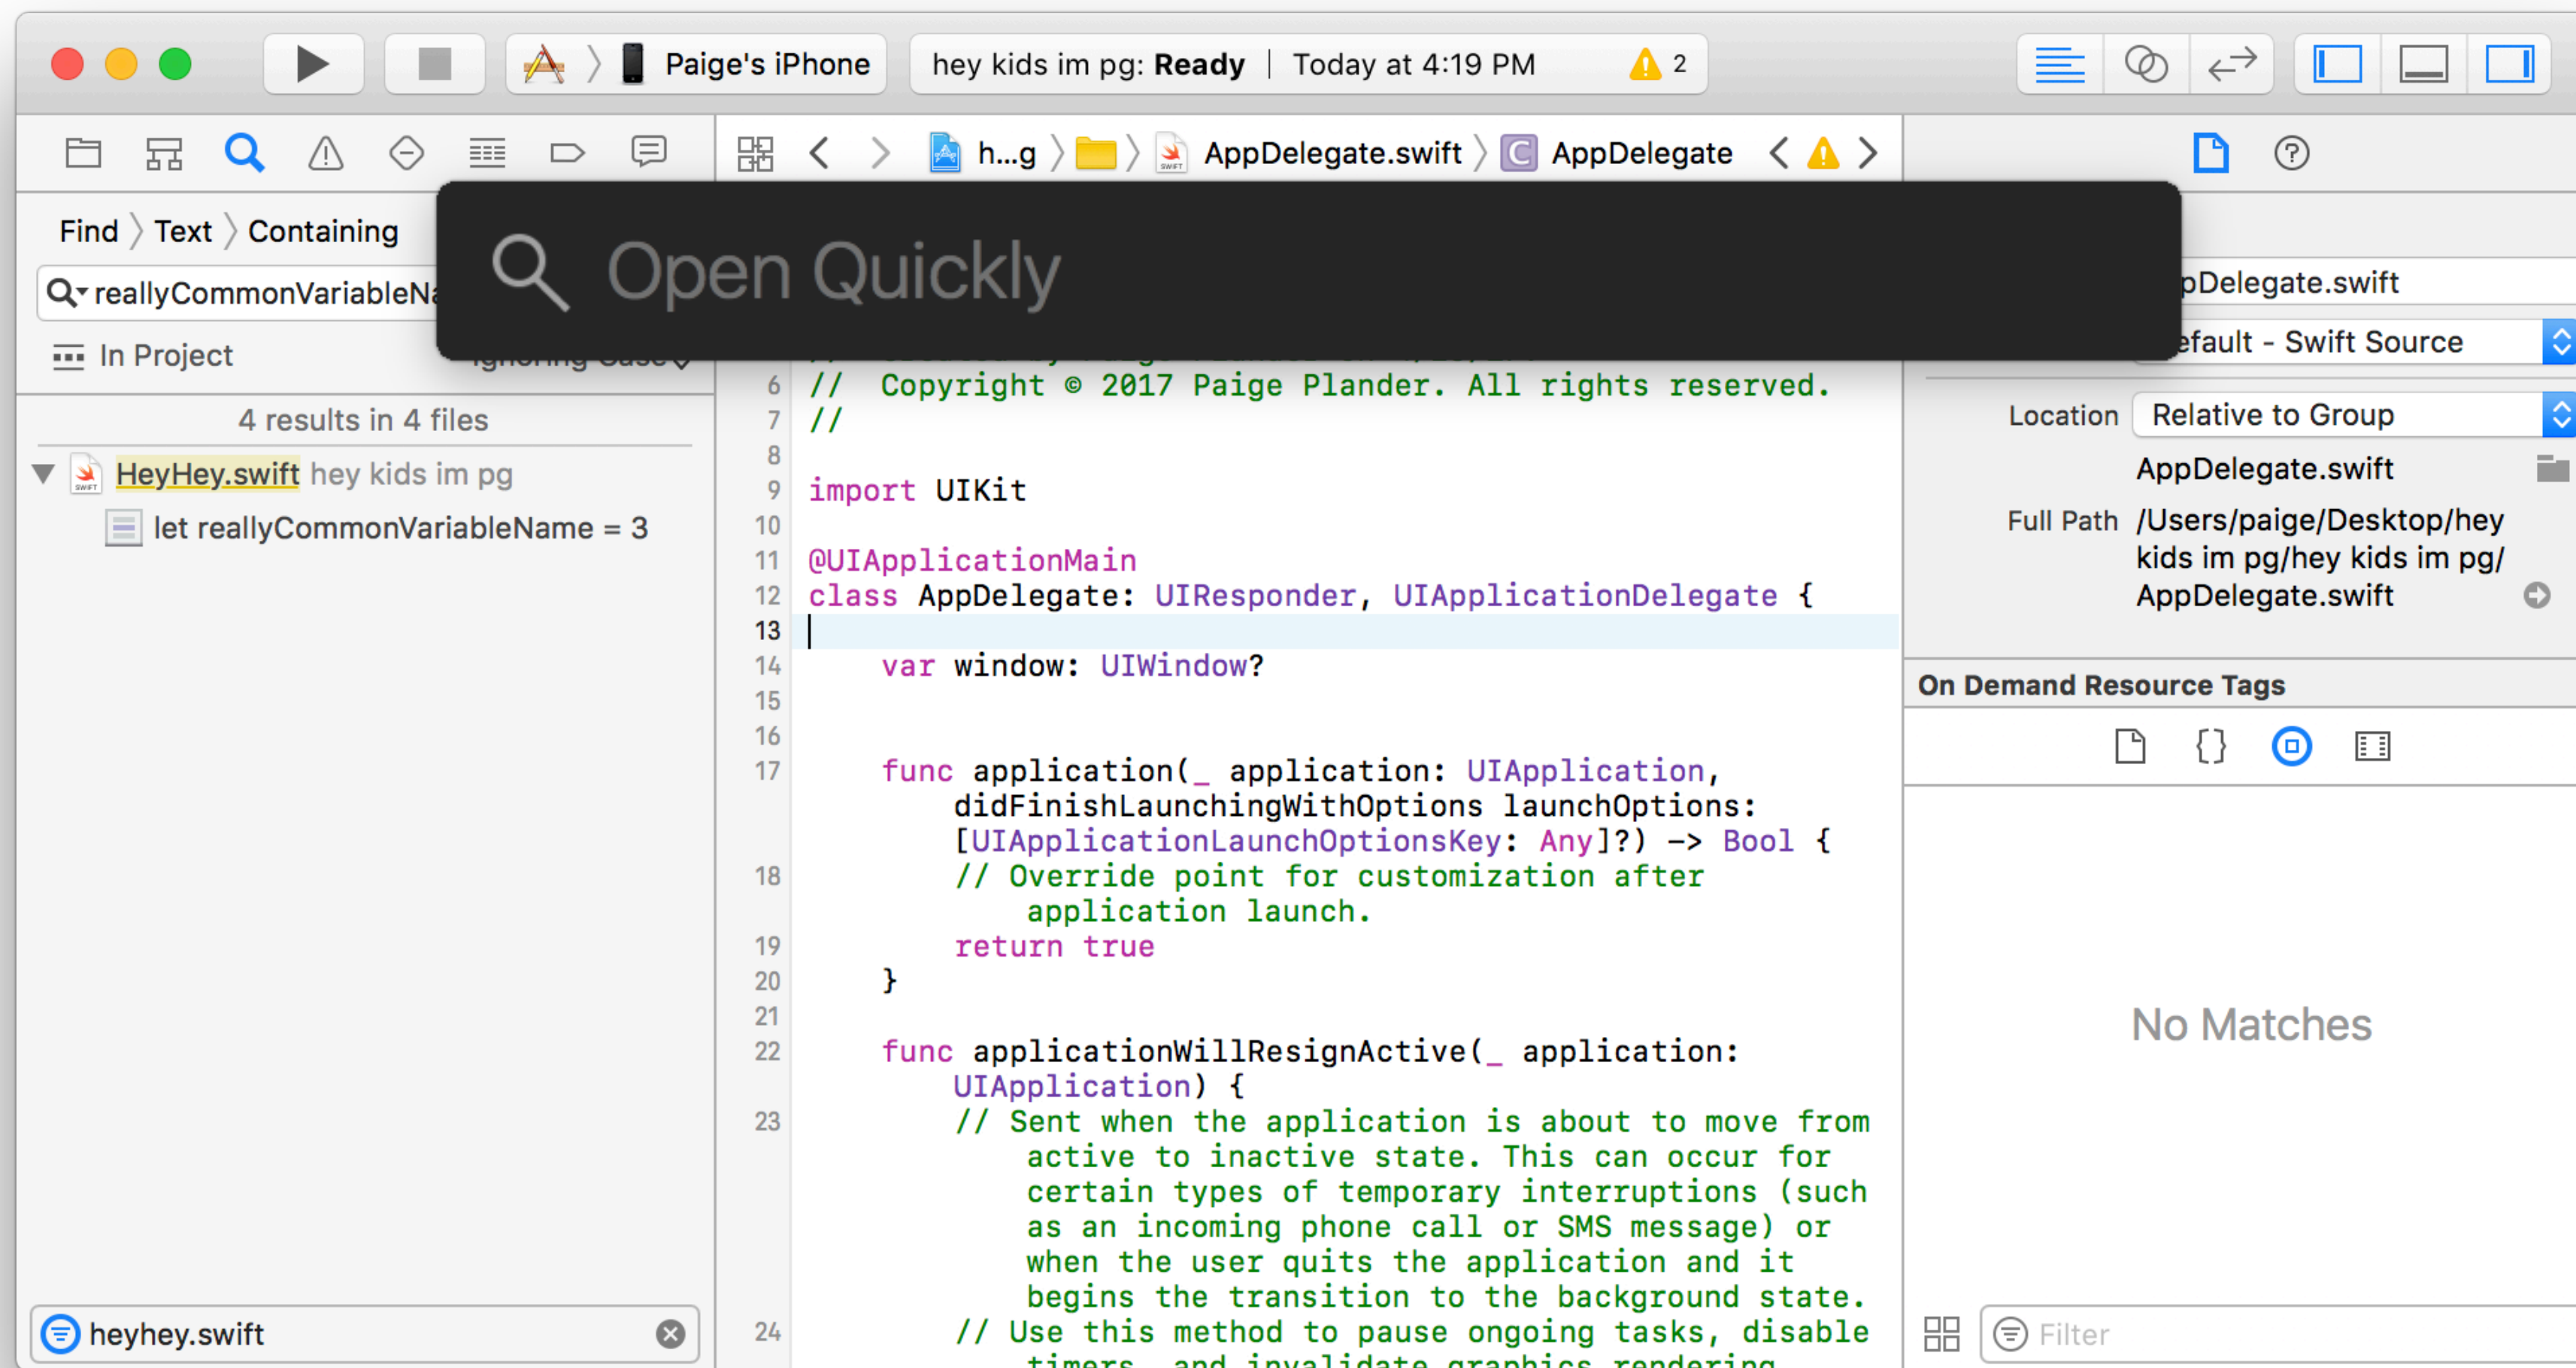 Paige's iPhone
hey kids im pg: Ready | Today at 4:19 PM
2
h...g
AppDelegate.swift
C AppDelegate
Find 〉 Text 〉 Containing
reallyCommonVariableNa
In Project
4 results in 4 files
HeyHey.swift hey kids im pg
let reallyCommonVariableName = 3
heyhey.swift
Open Quickly
6 //  Copyright © 2017 Paige Plander. All rights reserved.
7 //
8
9 import UIKit
10
11 @UIApplicationMain
12 class AppDelegate: UIResponder, UIApplicationDelegate {
13
14 var window: UIWindow?
15
16
17 func application(_ application: UIApplication,
didFinishLaunchingWithOptions launchOptions:
[UIApplicationLaunchOptionsKey: Any]?) -> Bool {
18 // Override point for customization after
application launch.
19 return true
20 }
21
22 func applicationWillResignActive(_ application:
UIApplication) {
23 // Sent when the application is about to move from
active to inactive state. This can occur for
certain types of temporary interruptions (such
as an incoming phone call or SMS message) or
when the user quits the application and it
begins the transition to the background state.
24 // Use this method to pause ongoing tasks, disable
timers, and invalidate graphics rendering
pDelegate.swift
efault - Swift Source
Location Relative to Group
AppDelegate.swift
Full Path /Users/paige/Desktop/hey
kids im pg/hey kids im pg/
AppDelegate.swift
On Demand Resource Tags
No Matches
Filter